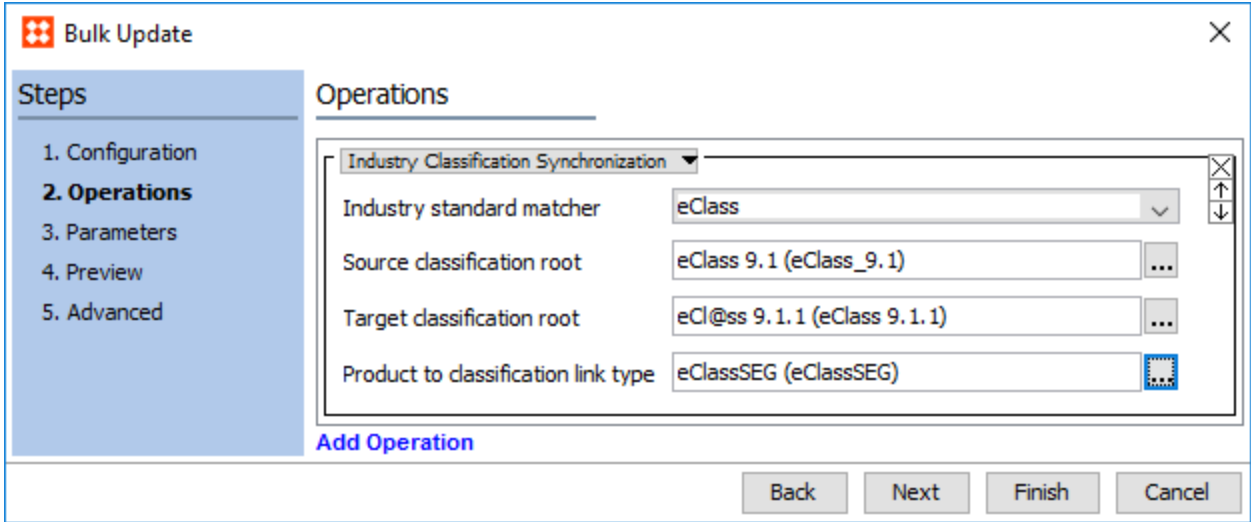 Bulk Update
Steps
1. Configuration
2. Operations
3. Parameters
4. Preview
5. Advanced
Operations
Industry Classification Synchronization
Industry standard matcher eClass
Source classification root eClass 9.1 (eClass_9.1) ...
Target classification root eCl@ss 9.1.1 (eClass 9.1.1) ...
Product to classification link type eClassSEG (eClassSEG) ...
Add Operation
Back Next Finish Cancel